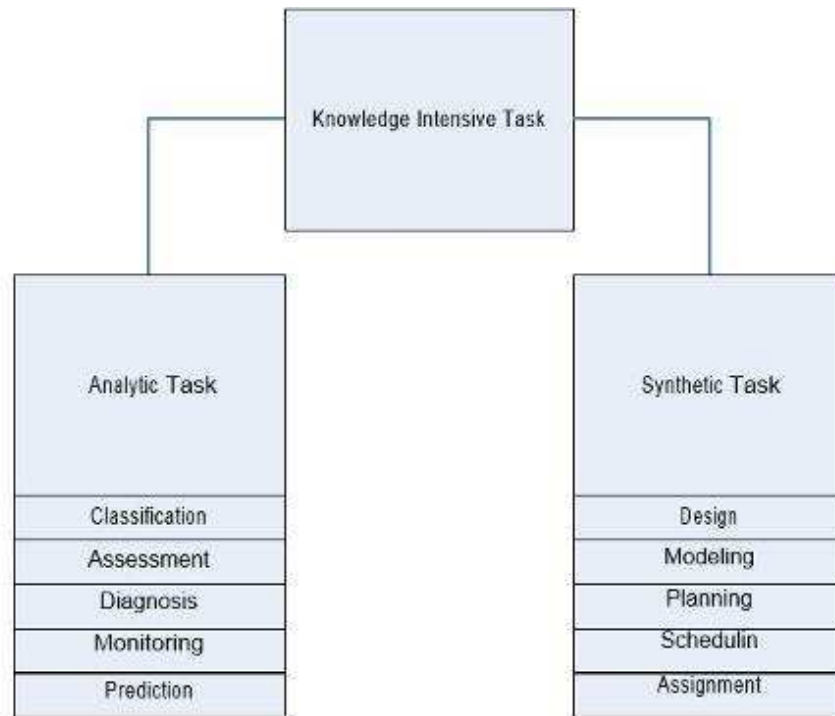 Knowledge Intensive Task
Analytic Task
Classification
Assessment
Diagnosis
Monitoring
Prediction
Synthetic Task
Design
Modeling
Planning
Schedulin
Assignment